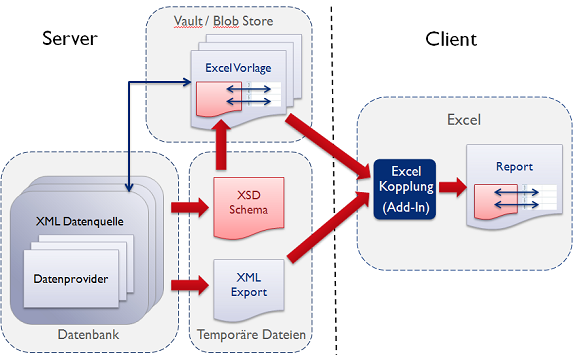 Server
Vault / Blob Store
Client
Excel Vorlage
Excel
Excel
Kopplung
(Add-In)
Report
XML Datenquelle
Datenprovider
XSD
Schema
XML
Export
Datenbank
Temporäre Dateien